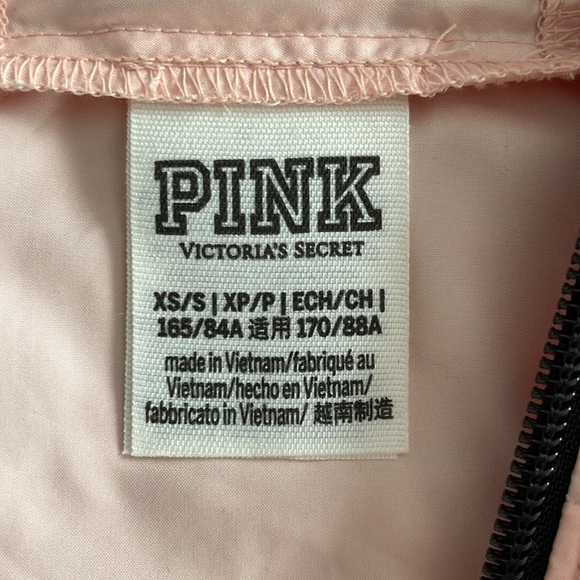 PINK
VICTORIA'S SECRET
XS/S | XP/P | ECH/CH |
165/84A 适用 170/88A
made in Vietnam/fabriqué au
Vietnam/hecho en Vietnam/
fabbricato in Vietnam/ 越南制造